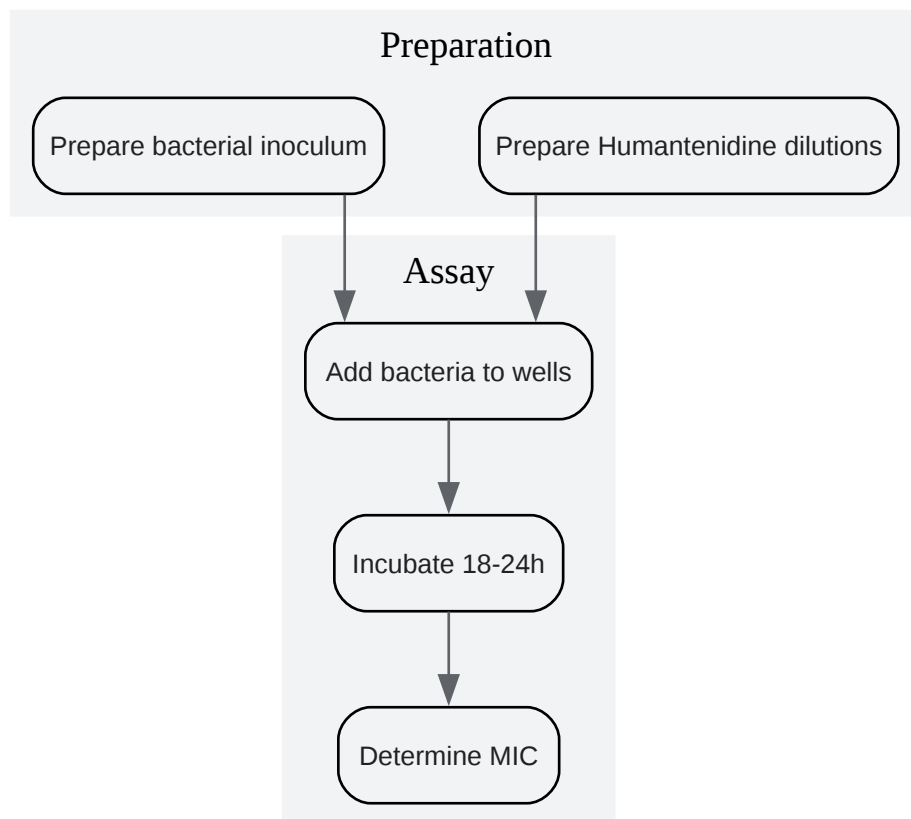 Preparation
Prepare bacterial inoculum
Prepare Humantenidine dilutions
Assay
Add bacteria to wells
Incubate 18-24h
Determine MIC